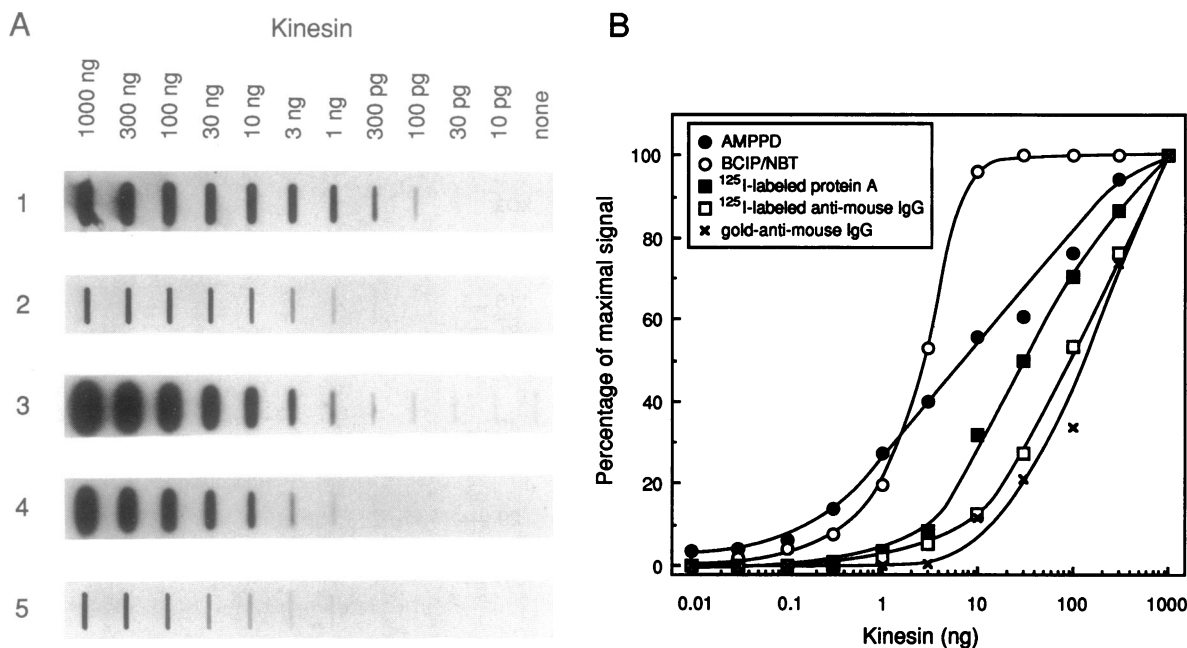 A
Kinesin
1000 ng
300 ng
100 ng
30 ng
10 ng
3 ng
1 ng
300 pg
100 pg
30 pg
10 pg
none
1
2
3
4
5
B
AMPPD
BCIP/NBT
¹²⁵I-labeled protein A
¹²⁵I-labeled anti-mouse IgG
gold-anti-mouse IgG
Percentage of maximal signal
100
80
60
40
20
0
0.01 0.1 1 10 100 1000
Kinesin (ng)